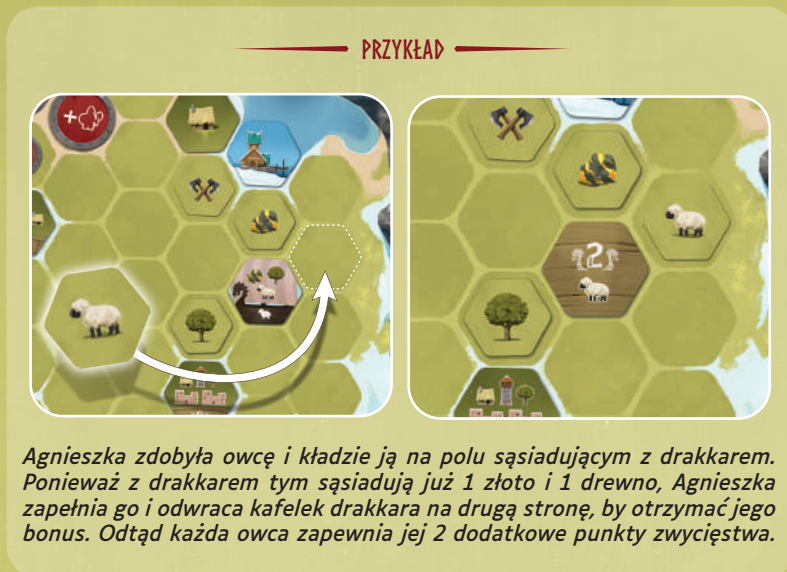 PRZYKŁAD
+
2
Agnieszka zdobyła owcę i kładzie ją na polu sąsiadującym z drakkarem.
Ponieważ z drakkarem tym sąsiadują już 1 złoto i 1 drewno, Agnieszka
zapełnia go i odwraca kafelek drakkara na drugą stronę, by otrzymać jego
bonus. Odtąd każda owca zapewnia jej 2 dodatkowe punkty zwycięstwa.